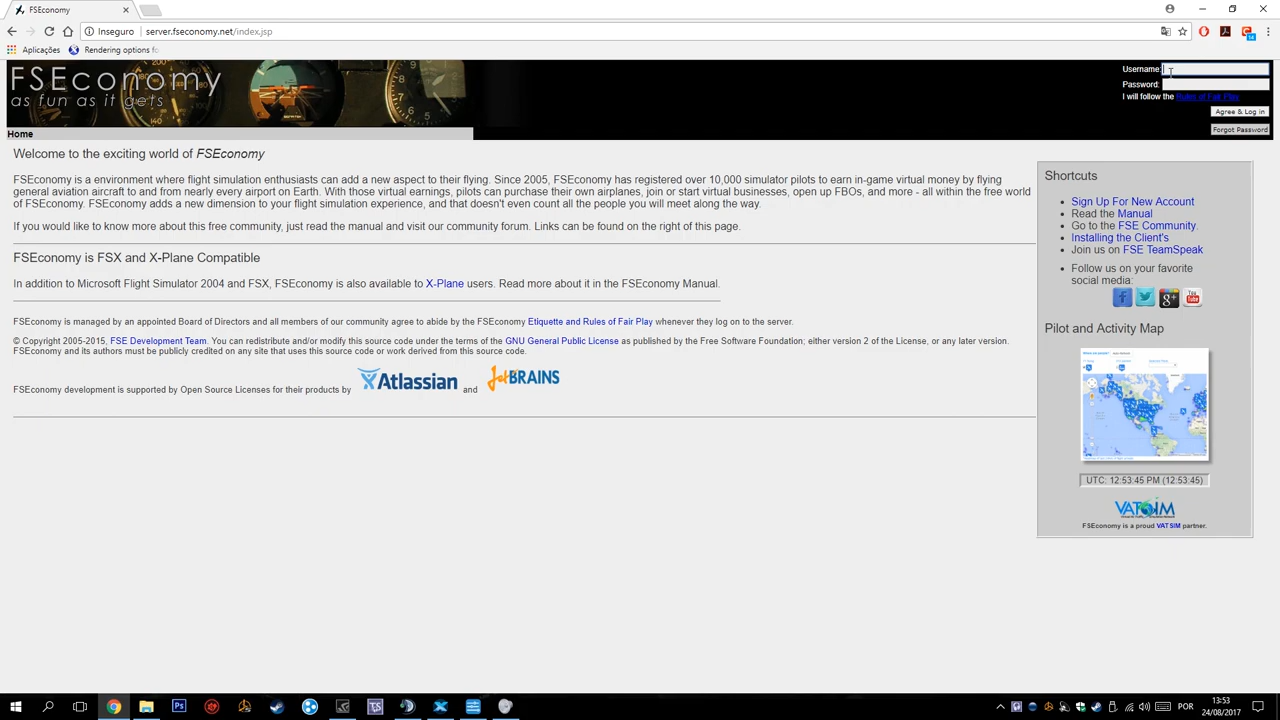 FSEconomy
Inseguro
server.fseconomy.net/index.jsp
Aplicações
Rendering options fo
FSEconomy
as fun as it gets
Username:
Password:
I will follow the Rules of Fair Play
Agree & Log in
Forgot Password
Home
Welcome to the exciting world of FSEconomy
FSEconomy is a environment where flight simulation enthusiasts can add a new aspect to their flying. Since 2005, FSEconomy has registered over 10,000 simulator pilots to earn in-game virtual money by flying
general aviation aircraft to and from nearly every airport on Earth. With those virtual earnings, pilots can purchase their own airplanes, join or start virtual businesses, open up FBOs, and more - all within the free world
of FSEconomy. FSEconomy adds a new dimension to your flight simulation experience, and that doesn't even count all the people you will meet along the way.
If you would like to know more about this free community, just read the manual and visit our community forum. Links can be found on the right of this page.
FSEconomy is FSX and X-Plane Compatible
In addition to Microsoft Flight Simulator 2004 and FSX, FSEconomy is also available to X-Plane users. Read more about it in the FSEconomy Manual.
FSEconomy is managed by an appointed Board of Directors and all members of our community agree to abide by the FSEconomy Etiquette and Rules of Fair Play whenever they log on to the server.
© Copyright 2005-2015, FSE Development Team. You can redistribute and/or modify this source code under the terms of the GNU General Public License as published by the Free Software Foundation, either version 2 of the License, or any later version.
FSEconomy and its authors must be publicly credited on any site that uses this source code or work derived from this source code.
FSEconomy development is supported by Open Source Licenses for their products by Atlassian and JetBRAINS
Shortcuts
Sign Up For New Account
Read the Manual
Go to the FSE Community.
Installing the Client's
Join us on FSE TeamSpeak
Follow us on your favorite
social media:
Pilot and Activity Map
UTC: 12:53:45 PM (12:53:45)
VATSIM
FSEconomy is a proud VATSIM partner.
POR
13:53
24/08/2017